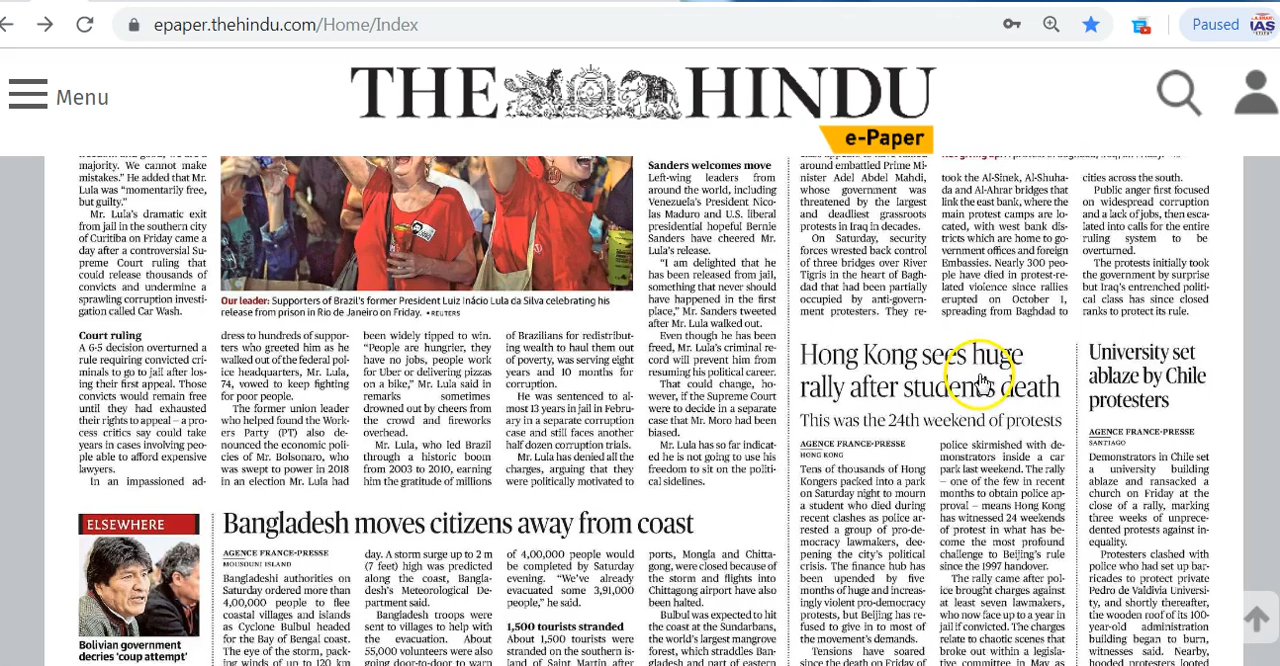 epaper.thehindu.com/Home/Index
Paused
IAS
Menu
THE HINDU
e-Paper
majority. We cannot make
mistakes." He added that Mr.
Lula was "momentarily free,
but guilty".
Mr. Lula's dramatic exit
from jail in the southern city
of Curitiba on Friday came a
day after a controversial Su-
preme Court ruling that
could release thousands of
convicts and undermine a
sprawling corruption investi-
gation called Car Wash.
Court ruling
A 6-5 decision overturned a
rule requiring convicted cri-
minals to go to jail after los-
ing their first appeal. Those
convicts would remain free
until they had exhausted
their rights to appeal – a pro-
cess critics say could take
years in cases involving peo-
ple able to afford expensive
lawyers.
In an impassioned ad-
Our leader: Supporters of Brazil's former President Luiz Inácio Lula da Silva celebrating his
release from prison in Rio de Janeiro on Friday. • REUTERS
dress to hundreds of suppor-
ters who greeted him as he
walked out of the federal pol-
ice headquarters, Mr. Lula,
74, vowed to keep fighting
for poor people.
The former union leader
who helped found the Work-
ers Party (PT) also de-
nounced the economic poli-
cies of Mr. Bolsonaro, who
was swept to power in 2018
in an election Mr. Lula had
been widely tipped to win.
"People are hungrier, they
have no jobs, people work
for Uber or delivering pizzas
on a bike," Mr. Lula said in
remarks sometimes
drowned out by cheers from
the crowd and fireworks
overhead.
Mr. Lula, who led Brazil
through a historic boom
from 2003 to 2010, earning
him the gratitude of millions
of Brazilians for redistribut-
ing wealth to haul them out
of poverty, was serving eight
years and 10 months for
corruption.
He was sentenced to al-
most 13 years in jail in Febru-
ary in a separate corruption
case and still faces another
half dozen corruption trials.
Mr. Lula has denied all the
charges, arguing that they
were politically motivated to
Sanders welcomes move
Left-wing leaders from
around the world, including
Venezuela's President Nico-
las Maduro and U.S. liberal
presidential hopeful Bernie
Sanders have cheered Mr.
Lula's release.
"I am delighted that he
has been released from jail,
something that never should
have happened in the first
place," Mr. Sanders tweeted
after Mr. Lula walked out.
Even though he has been
freed, Mr. Lula's criminal re-
cord will prevent him from
resuming his political career.
That could change, ho-
wever, if the Supreme Court
were to decide in a separate
case that Mr. Moro had been
biased.
Mr. Lula has so far indicat-
ed he is not going to use his
freedom to sit on the politi-
cal sidelines.
around embattled Prime Mi-
nister Adel Abdel Mahdi,
whose government was
threatened by the largest
and deadliest grassroots
protests in Iraq in decades.
On Saturday, security
forces wrested back control
of three bridges over River
Tigris in the heart of Bagh-
dad that had been partially
occupied by anti-govern-
ment protesters. They re-
took the Al-Sinek, Al-Shuha-
da and Al-Ahrar bridges that
link the east bank, where the
main protest camps are lo-
cated, with west bank dis-
tricts which are home to go-
vernment offices and foreign
Embassies. Nearly 300 peo-
ple have died in protest-re-
lated violence since rallies
erupted on October 1,
spreading from Baghdad to
cities across the south.
Public anger first focused
on widespread corruption
and a lack of jobs, then esca-
lated into calls for the entire
ruling system to be
overturned.
The protests initially took
the government by surprise
but Iraq's entrenched politi-
cal class has since closed
ranks to protect its rule.
Hong Kong sees huge
rally after student's death
This was the 24th weekend of protests
AGENCE FRANCE-PRESSE
HONG KONG
Tens of thousands of Hong
Kongers packed into a park
on Saturday night to mourn
a student who died during
recent clashes as police ar-
rested a group of pro-de-
mocracy lawmakers, dee-
pening the city's political
crisis. The finance hub has
been upended by five
months of huge and increas-
ingly violent pro-democracy
protests, but Beijing has re-
fused to give in to most of
the movement's demands.
Tensions have soared
since the death on Friday of
police skirmished with de-
monstrators inside a car
park last weekend. The rally
– one of the few in recent
months to obtain police ap-
proval – means Hong Kong
has witnessed 24 weekends
of protest in what has be-
come the most profound
challenge to Beijing's rule
since the 1997 handover.
The rally came after pol-
ice brought charges against
at least seven lawmakers,
who now face up to a year in
jail if convicted. The charges
relate to chaotic scenes that
broke out within a legisla-
tive committee in May as
University set
ablaze by Chile
protesters
AGENCE FRANCE-PRESSE
SANTIAGO
Demonstrators in Chile set
a university building
ablaze and ransacked a
church on Friday at the
close of a rally, marking
three weeks of unprece-
dented protests against in-
equality.
Protesters clashed with
police who had set up bar-
ricades to protect private
Pedro de Valdivia Universi-
ty, and shortly thereafter,
the wooden roof of its 100-
year-old administration
building began to burn,
witnesses said. Nearby,
hooded protesters looted
ELSEWHERE
Bolivian government
decries 'coup attempt'
Bangladesh moves citizens away from coast
AGENCE FRANCE-PRESSE
MOUSOUNI ISLAND
Bangladeshi authorities on
Saturday ordered more than
4,00,000 people to flee
coastal villages and islands
as Cyclone Bulbul headed
for the Bay of Bengal coast.
The eye of the storm, pack-
ing winds of up to 120 km
day. A storm surge up to 2 m
(7 feet) high was predicted
along the coast, Bangla-
desh's Meteorological De-
partment said.
Bangladesh troops were
sent to villages to help with
the evacuation. About
55,000 volunteers were also
going door-to-door to warn
of 4,00,000 people would
be completed by Saturday
evening. "We've already
evacuated some 3,91,000
people," he said.
1,500 tourists stranded
About 1,500 tourists were
stranded on the southern is-
land of Saint Martin after
ports, Mongla and Chitta-
gong, were closed because of
the storm and flights into
Chittagong airport have also
been halted.
Bulbul was expected to hit
the coast at the Sundarbans,
the world's largest mangrove
forest, which straddles Ban-
gladesh and part of eastern